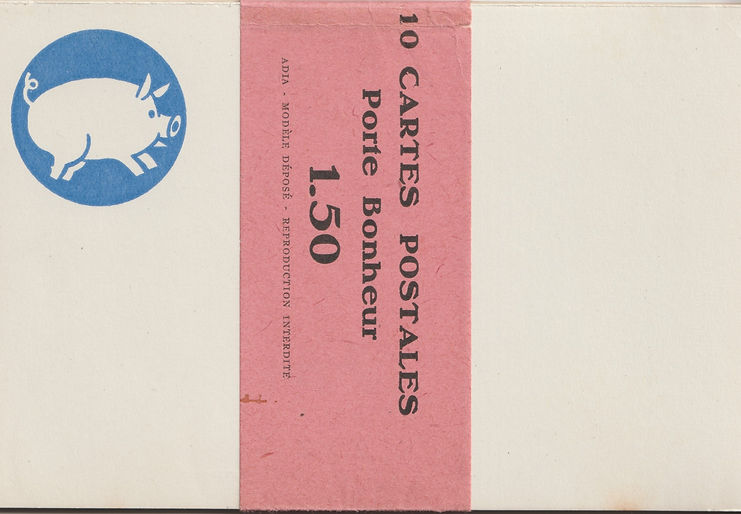 10 CARTES POSTALES
Porte Bonheur
1.50
ADIA - MODÈLE DÉPOSÉ - REPRODUCTION INTERDITE